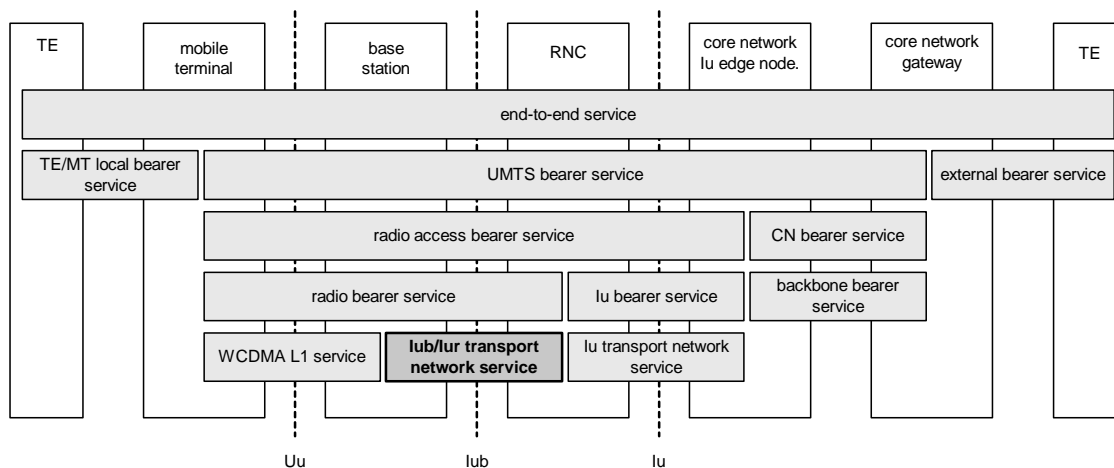 TE
mobile
terminal
base
station
RNC
core network
Iu edge node.
core network
gateway
TE
end-to-end service
TE/MT local bearer
service
UMTS bearer service
external bearer service
radio access bearer service
CN bearer service
radio bearer service
Iu bearer service
backbone bearer
service
WCDMA L1 service
Iub/Iur transport
network service
Iu transport network
service
Uu
Iub
Iu